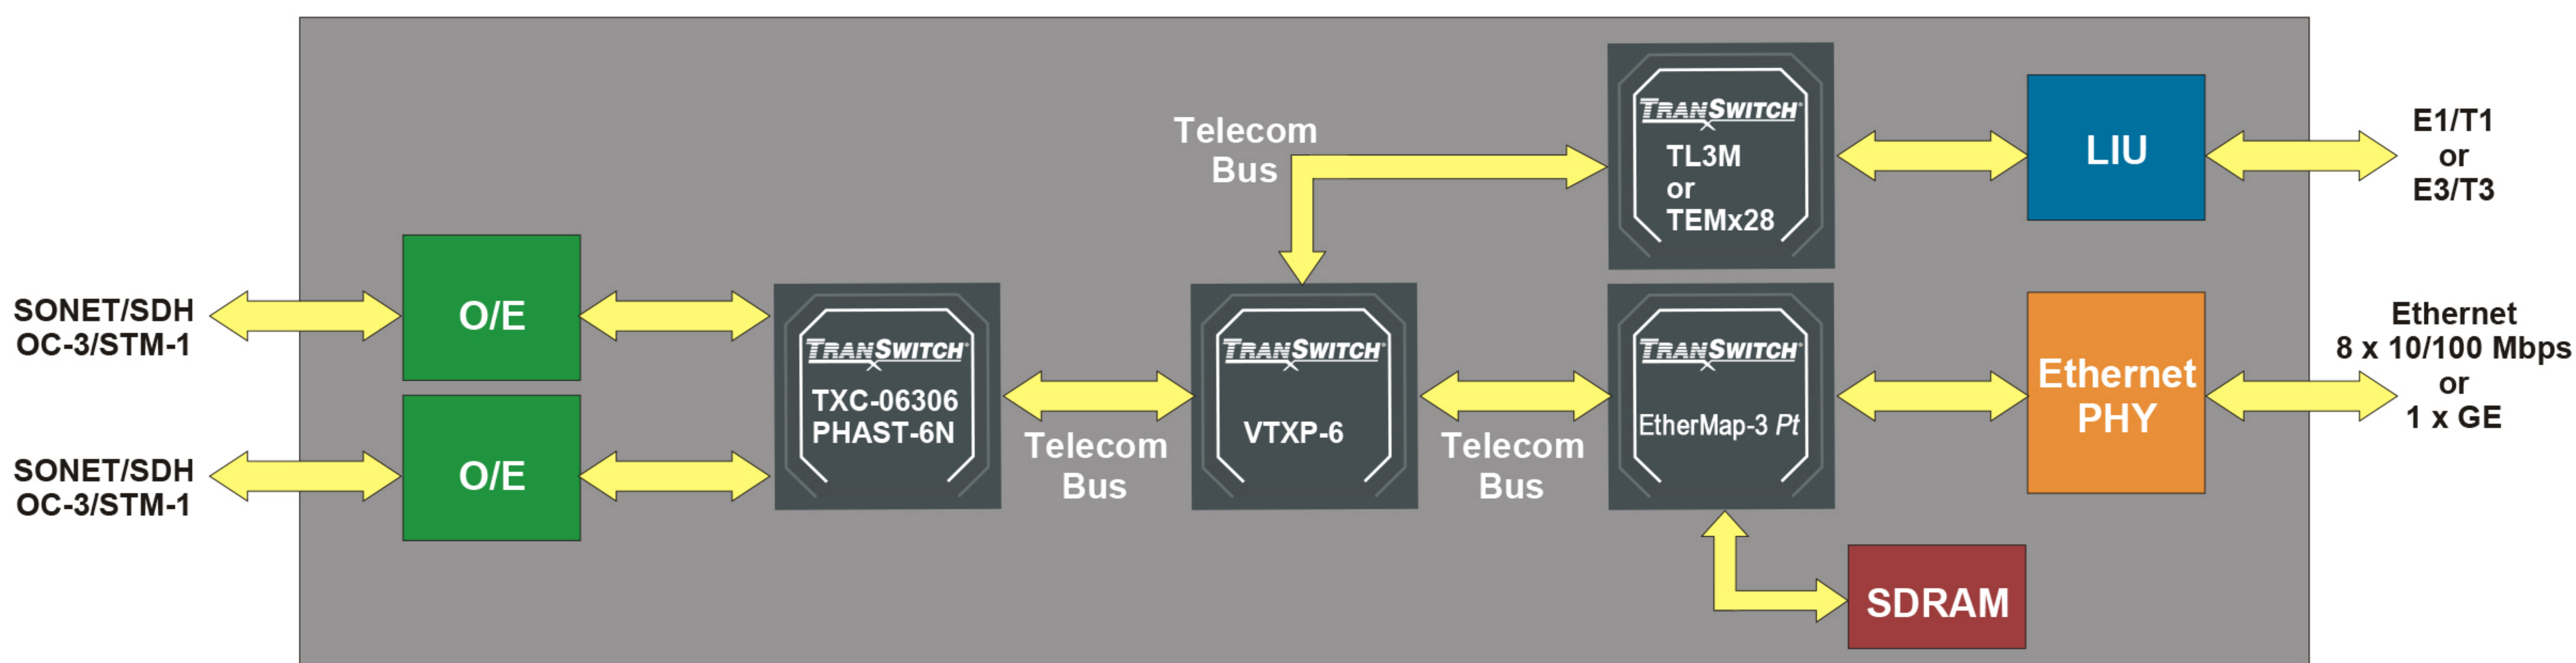 SONET/SDH
OC-3/STM-1
SONET/SDH
OC-3/STM-1
O/E
O/E
TRANSWITCH®
TXC-06306
PHAST-6N
Telecom
Bus
TRANSWITCH®
VTXP-6
Telecom
Bus
Telecom
Bus
TRANSWITCH®
TL3M
or
TEMx28
TRANSWITCH®
EtherMap-3 Pt
LIU
Ethernet
PHY
SDRAM
E1/T1
or
E3/T3
Ethernet
8 x 10/100 Mbps
or
1 x GE